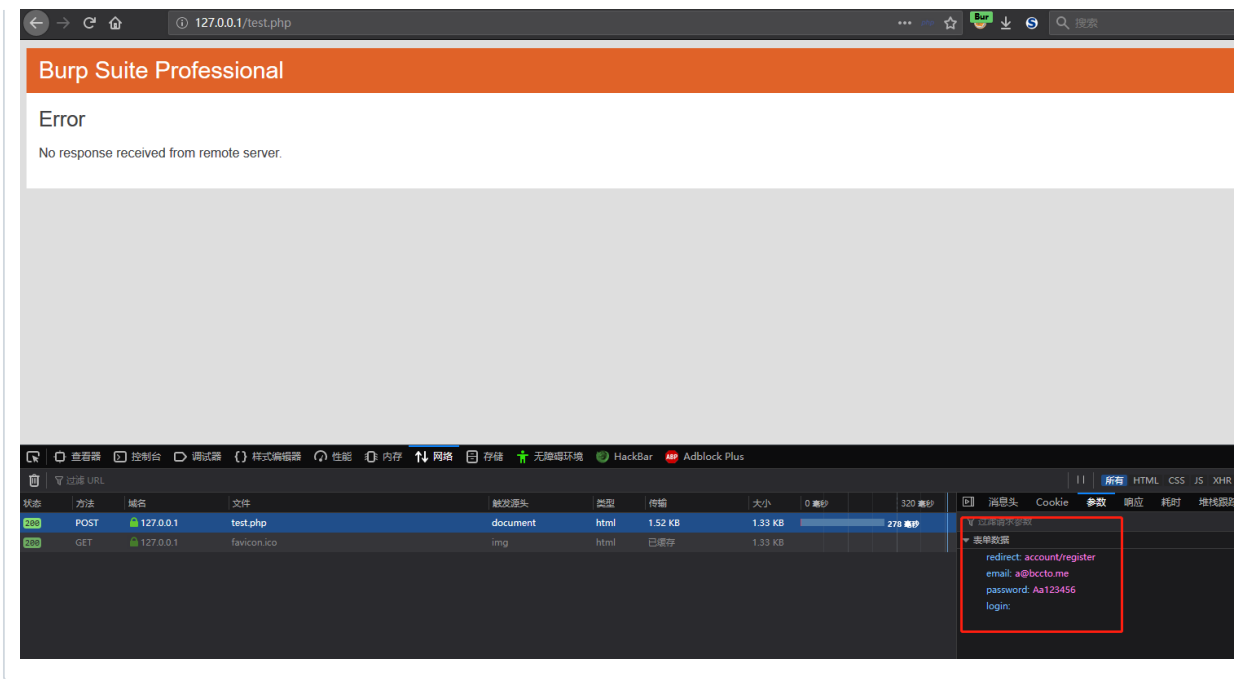 127.0.0.1/test.php
Bur
搜索
Burp Suite Professional
Error
No response received from remote server.
查看器 控制台 调试器 {} 样式编辑器 性能 内存 网络 存储 无障碍环境 HackBar ABP Adblock Plus
过滤 URL 所有 HTML CSS JS XHR
状态 方法 域名 文件 触发源头 类型 传输 大小 0 毫秒 320 毫秒 消息头 Cookie 参数 响应 耗时 堆栈跟踪
200 POST 127.0.0.1 test.php document html 1.52 KB 1.33 KB 278 毫秒 过滤请求参数
200 GET 127.0.0.1 favicon.ico img html 已缓存 1.33 KB 表单数据
redirect: account/register
email: a@bccto.me
password: Aa123456
login: